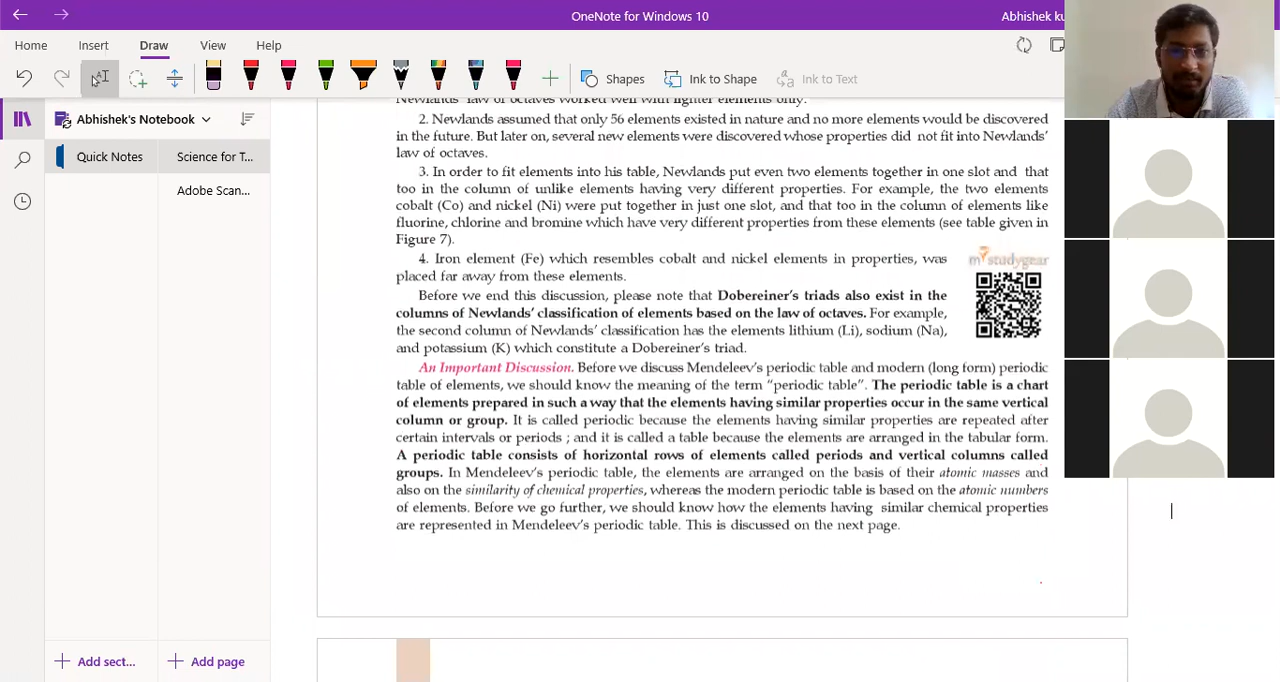 OneNote for Windows 10
Abhishek ku
Home
Insert
Draw
View
Help
Shapes
Ink to Shape
Ink to Text
Abhishek's Notebook
Quick Notes
Science for T...
Adobe Scan...
Newlands' law of octaves worked well with lighter elements only.
2. Newlands assumed that only 56 elements existed in nature and no more elements would be discovered
in the future. But later on, several new elements were discovered whose properties did not fit into Newlands'
law of octaves.
3. In order to fit elements into his table, Newlands put even two elements together in one slot and that
too in the column of unlike elements having very different properties. For example, the two elements
cobalt (Co) and nickel (Ni) were put together in just one slot, and that too in the column of elements like
fluorine, chlorine and bromine which have very different properties from these elements (see table given in
Figure 7).
4. Iron element (Fe) which resembles cobalt and nickel elements in properties, was
placed far away from these elements.
mystudygear
Before we end this discussion, please note that Dobereiner's triads also exist in the
columns of Newlands' classification of elements based on the law of octaves. For example,
the second column of Newlands' classification has the elements lithium (Li), sodium (Na),
and potassium (K) which constitute a Dobereiner's triad.
An Important Discussion. Before we discuss Mendeleev's periodic table and modern (long form) periodic
table of elements, we should know the meaning of the term "periodic table". The periodic table is a chart
of elements prepared in such a way that the elements having similar properties occur in the same vertical
column or group. It is called periodic because the elements having similar properties are repeated after
certain intervals or periods ; and it is called a table because the elements are arranged in the tabular form.
A periodic table consists of horizontal rows of elements called periods and vertical columns called
groups. In Mendeleev's periodic table, the elements are arranged on the basis of their atomic masses and
also on the similarity of chemical properties, whereas the modern periodic table is based on the atomic numbers
of elements. Before we go further, we should know how the elements having similar chemical properties
are represented in Mendeleev's periodic table. This is discussed on the next page.
Add sect...
Add page